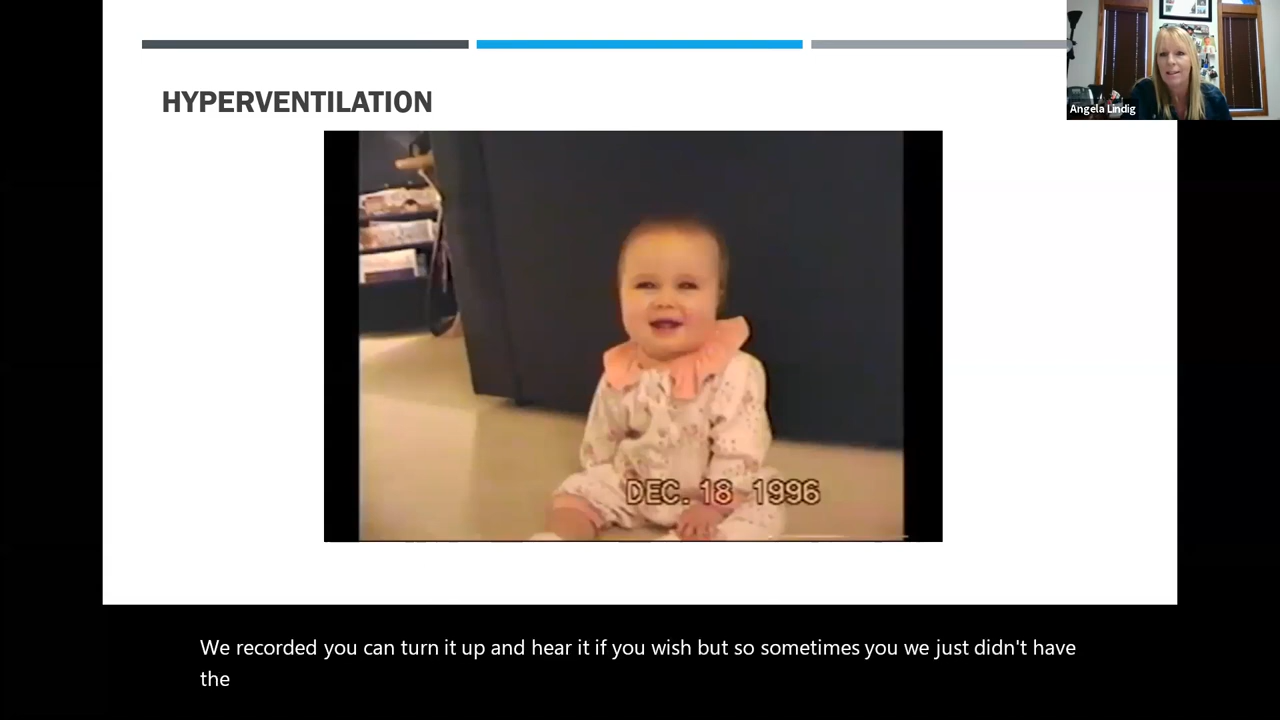 HYPERVENTILATION
Angela Lindig
DEC. 18 1996
We recorded you can turn it up and hear it if you wish but so sometimes you we just didn't have
the